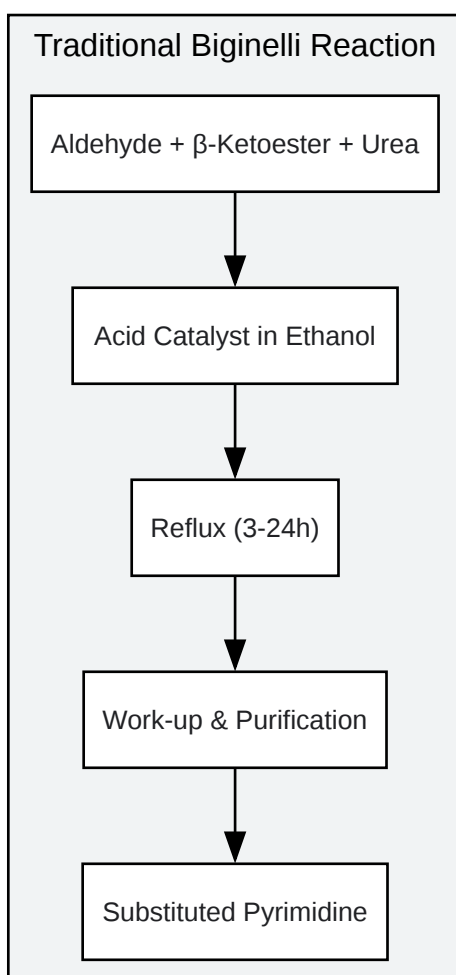 Traditional Biginelli Reaction
Aldehyde + β-Ketoester + Urea
Acid Catalyst in Ethanol
Reflux (3-24h)
Work-up & Purification
Substituted Pyrimidine